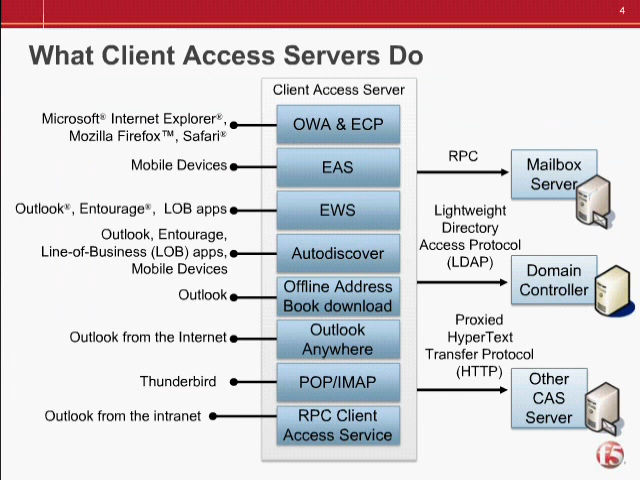 4
What Client Access Servers Do
Client Access Server
Microsoft® Internet Explorer®,
Mozilla Firefox™, Safari®
OWA & ECP
Mobile Devices
EAS
Outlook®, Entourage®, LOB apps
EWS
Outlook, Entourage,
Line-of-Business (LOB) apps,
Mobile Devices
Autodiscover
Outlook
Offline Address
Book download
Outlook from the Internet
Outlook
Anywhere
Thunderbird
POP/IMAP
Outlook from the intranet
RPC Client
Access Service
RPC
Mailbox
Server
Lightweight
Directory
Access Protocol
(LDAP)
Domain
Controller
Proxied
HyperText
Transfer Protocol
(HTTP)
Other
CAS
Server
f5